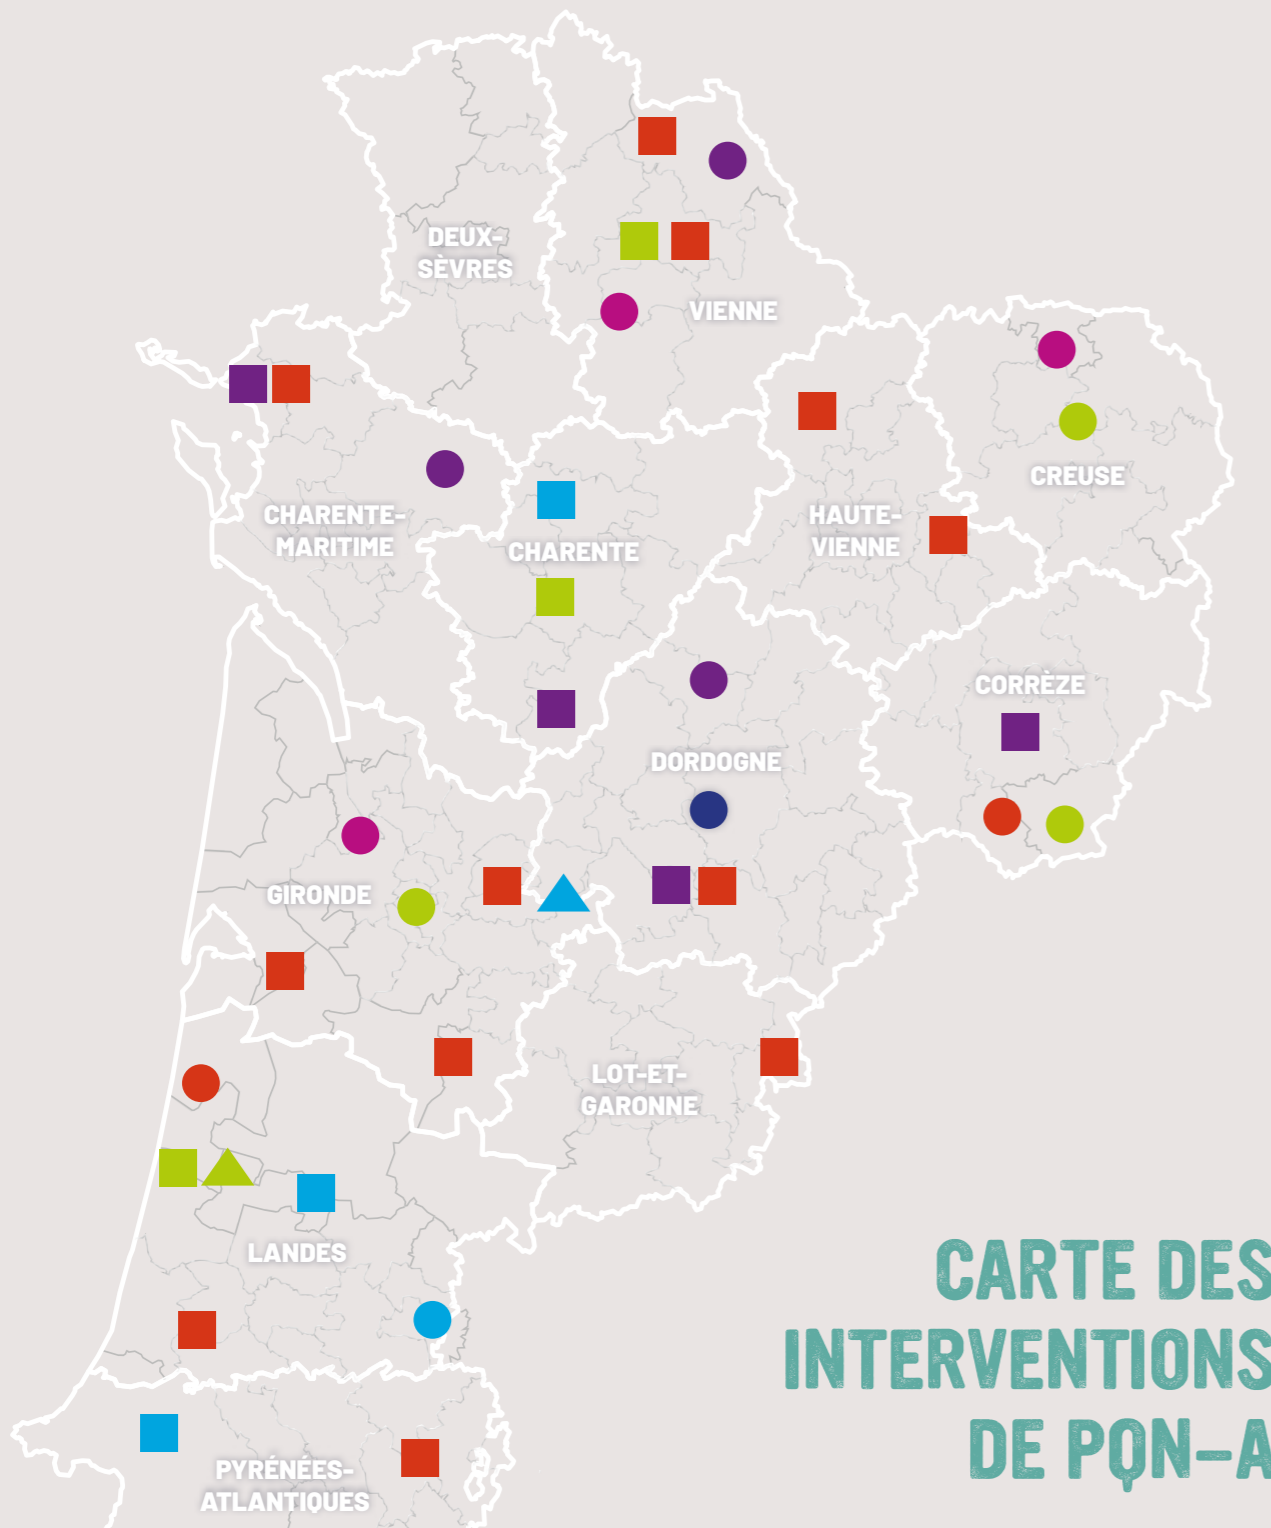 DEUX-
SÈVRES
VIENNE
CREUSE
CHARENTE-
MARITIME
HAUTE-
VIENNE
CHARENTE
CORRÈZE
DORDOGNE
GIRONDE
LOT-ET-
GARONNE
LANDES
CARTE DES
INTERVENTIONS
DE PQN-A
PYRÉNÉES-
ATLANTIQUES